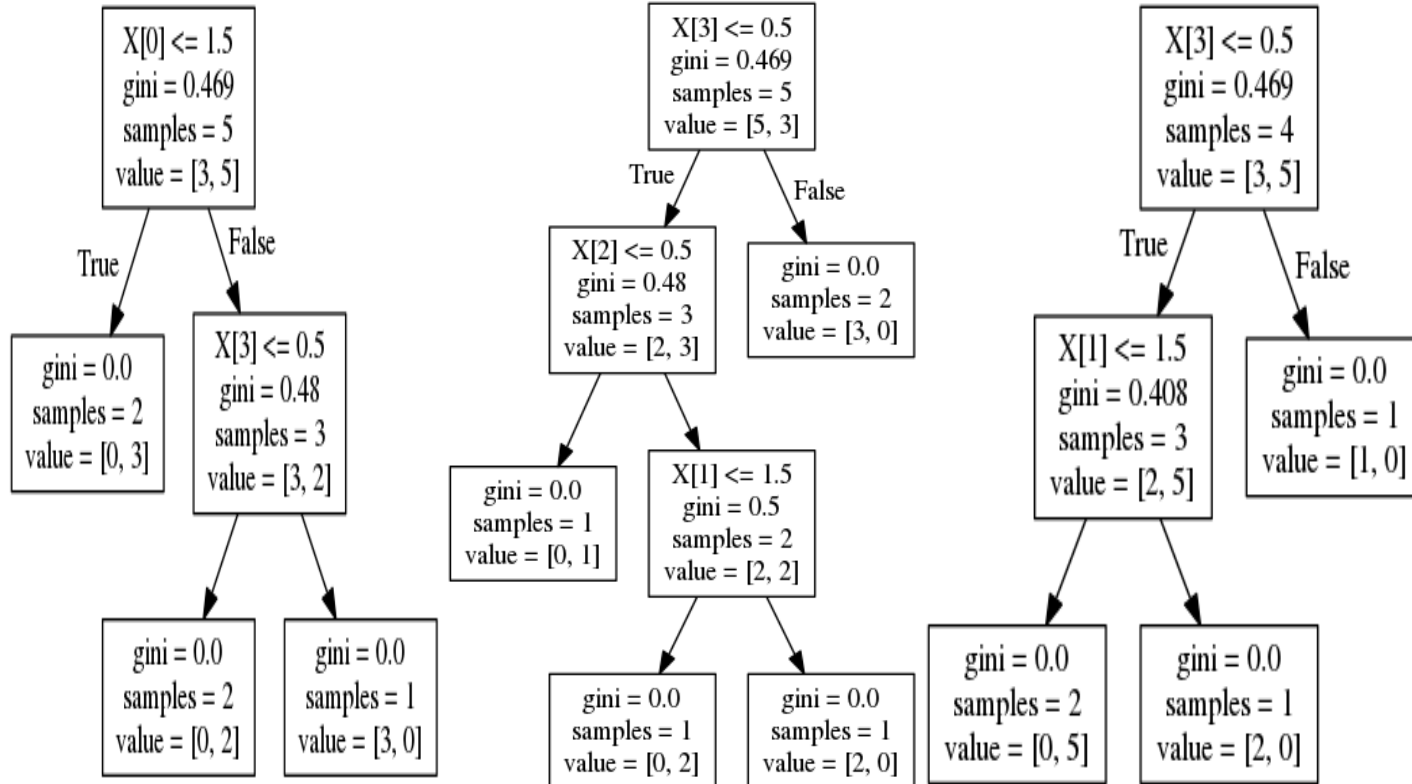 X[0] <= 1.5
gini = 0.469
samples = 5
value = [3, 5]
True
False
gini = 0.0
samples = 2
value = [0, 3]
X[3] <= 0.5
gini = 0.48
samples = 3
value = [3, 2]
gini = 0.0
samples = 2
value = [0, 2]
gini = 0.0
samples = 1
value = [3, 0]
X[3] <= 0.5
gini = 0.469
samples = 5
value = [5, 3]
True
False
X[2] <= 0.5
gini = 0.48
samples = 3
value = [2, 3]
gini = 0.0
samples = 2
value = [3, 0]
gini = 0.0
samples = 1
value = [0, 1]
X[1] <= 1.5
gini = 0.5
samples = 2
value = [2, 2]
gini = 0.0
samples = 1
value = [0, 2]
gini = 0.0
samples = 1
value = [2, 0]
X[3] <= 0.5
gini = 0.469
samples = 4
value = [3, 5]
True
False
X[1] <= 1.5
gini = 0.408
samples = 3
value = [2, 5]
gini = 0.0
samples = 1
value = [1, 0]
gini = 0.0
samples = 2
value = [0, 5]
gini = 0.0
samples = 1
value = [2, 0]